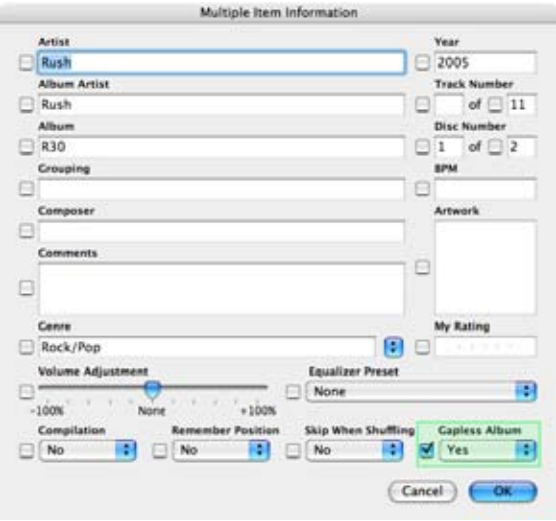 Multiple Item Information
Artist Year
Rush 2005
Album Artist Track Number
Rush of 11
Album Disc Number
R30 1 of 2
Grouping BPM
Composer Artwork
Comments
Genre My Rating
Rock/Pop
Volume Adjustment Equalizer Preset
None
-100% None +100%
Compilation Remember Position Skip When Shuffling Gapless Album
No No No Yes
Cancel OK